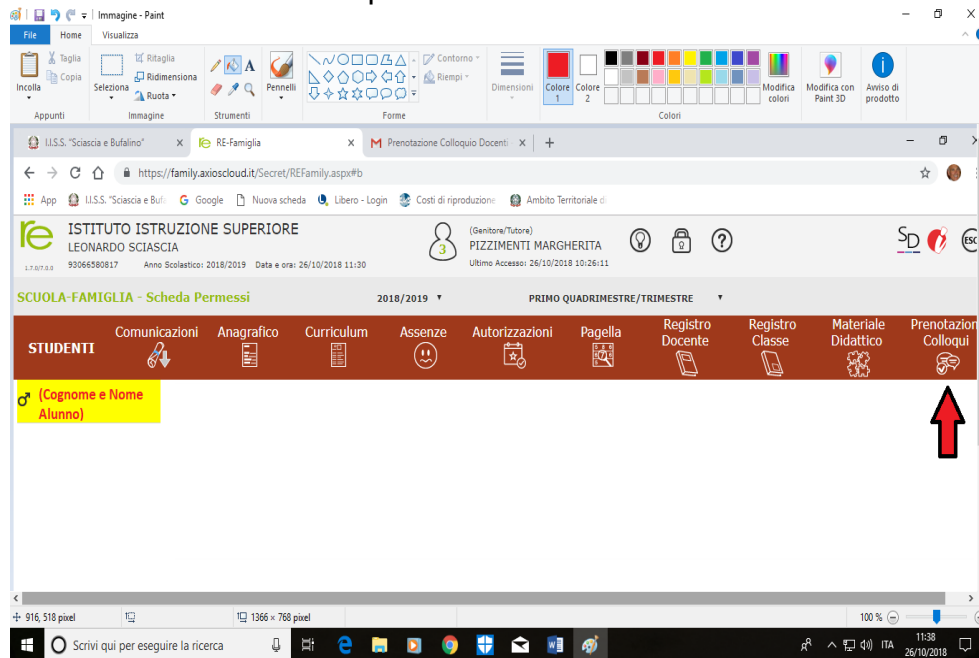 Immagine - Paint
File Home Visualizza
Incolla
Taglia
Copia
Appunti
Seleziona
Ritaglia
Ridimensiona
Ruota
Immagine
A
Strumenti
Pennelli
Contorno
Riempi
Forme
Dimensioni
Colore 1
Colore 2
Modifica colori
Colori
Modifica con Paint 3D
Avviso di prodotto
I.I.S.S. "Sciascia e Bufalino" x RE-Famiglia x Prenotazione Colloquio Docenti - x +
https://family.axioscloud.it/Secret/REFamily.aspx#b
App I.I.S.S. "Sciascia e Buf Google Nuova scheda Libero - Login Costi di riproduzione Ambito Territoriale di
re
1.7.0/7.0.0
ISTITUTO ISTRUZIONE SUPERIORE
LEONARDO SCIASCIA
93066580817 Anno Scolastico: 2018/2019 Data e ora: 26/10/2018 11:30
3
(Genitore/Tutore)
PIZZIMENTI MARGHERITA
Ultimo Accesso: 26/10/2018 10:26:11
?
SD
ESC
SCUOLA-FAMIGLIA - Scheda Permessi 2018/2019 PRIMO QUADRIMESTRE/TRIMESTRE
STUDENTI
Comunicazioni
Anagrafico
Curriculum
Assenze
Autorizzazioni
Pagella
Registro
Docente
Registro
Classe
Materiale
Didattico
Prenotazion
Colloqui
(Cognome e Nome
Alunno)
916, 518 pixel 1366 × 768 pixel 100 %
Scrivi qui per eseguire la ricerca
ITA
11:38
26/10/2018